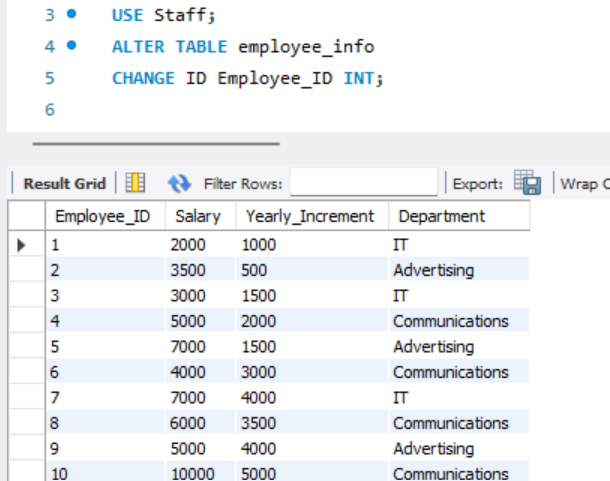 3 USE Staff;
4 ALTER TABLE employee_info
5 CHANGE ID Employee_ID INT;
6
Result Grid Filter Rows: Export: Wrap C
Employee_ID Salary Yearly_Increment Department
1 2000 1000 IT
2 3500 500 Advertising
3 3000 1500 IT
4 5000 2000 Communications
5 7000 1500 Advertising
6 4000 3000 Communications
7 7000 4000 IT
8 6000 3500 Communications
9 5000 4000 Advertising
10 10000 5000 Communications